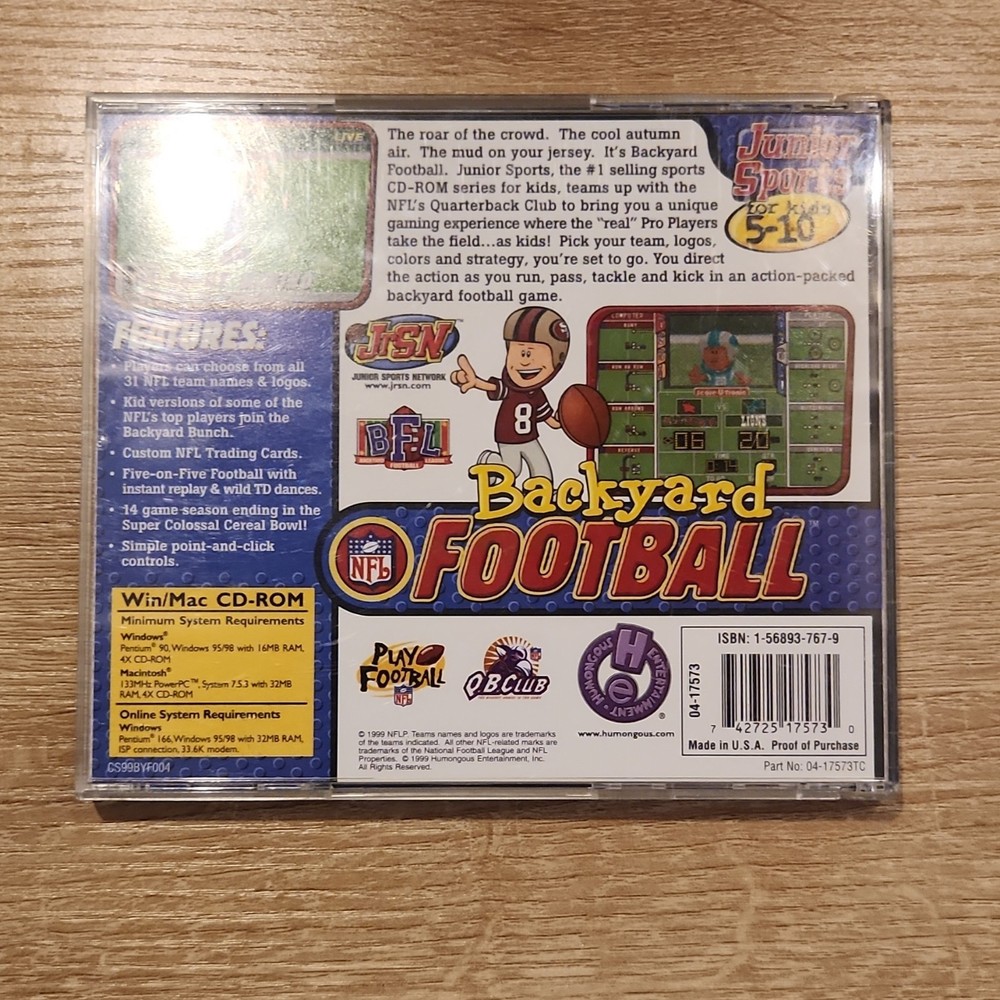 The roar of the crowd. The cool autumn
air. The mud on your jersey. It's Backyard
Football. Junior Sports, the #1 selling sports
CD-ROM series for kids, teams up with the
NFL's Quarterback Club to bring you a unique
gaming experience where the "real" Pro Players
take the field...as kids! Pick your team, logos,
colors and strategy, you're set to go. You direct
the action as you run, pass, tackle and kick in an action-packed
backyard football game.
Junior
Sports
for kids
5-10
FEATURES:
• Players can choose from all
31 NFL team names & logos.
• Kid versions of some of the
NFL's top players join the
Backyard Bunch.
• Custom NFL Trading Cards.
• Five-on-Five Football with
instant replay & wild TD dances.
• 14 game season ending in the
Super Colossal Cereal Bowl!
• Simple point-and-click
controls.
JrSN
JUNIOR SPORTS NETWORK
www.jrsn.com
BFL
FOOTBALL
8
COMPUTER
LIONS
06
20
Backyard
FOOTBALL™
NFL
Win/Mac CD-ROM
Minimum System Requirements
Windows®
Pentium® 90, Windows 95/98 with 16MB RAM,
4X CD-ROM
Macintosh®
133MHz PowerPC™, System 7.5.3 with 32MB
RAM, 4X CD-ROM
Online System Requirements
Windows
Pentium® 166, Windows 95/98 with 32MB RAM,
ISP connection, 33.6K modem.
CS99BYF004
PLAY
FOOTBALL
NFL
QB CLUB
HUMONGOUS ENTERTAINMENT
He
®
www.humongous.com
© 1999 NFLP. Teams names and logos are trademarks
of the teams indicated. All other NFL-related marks are
trademarks of the National Football League and NFL
Properties. © 1999 Humongous Entertainment, Inc.
All Rights Reserved.
ISBN: 1-56893-767-9
04-17573
7 42725 17573 0
Made in U.S.A. Proof of Purchase
Part No: 04-17573TC